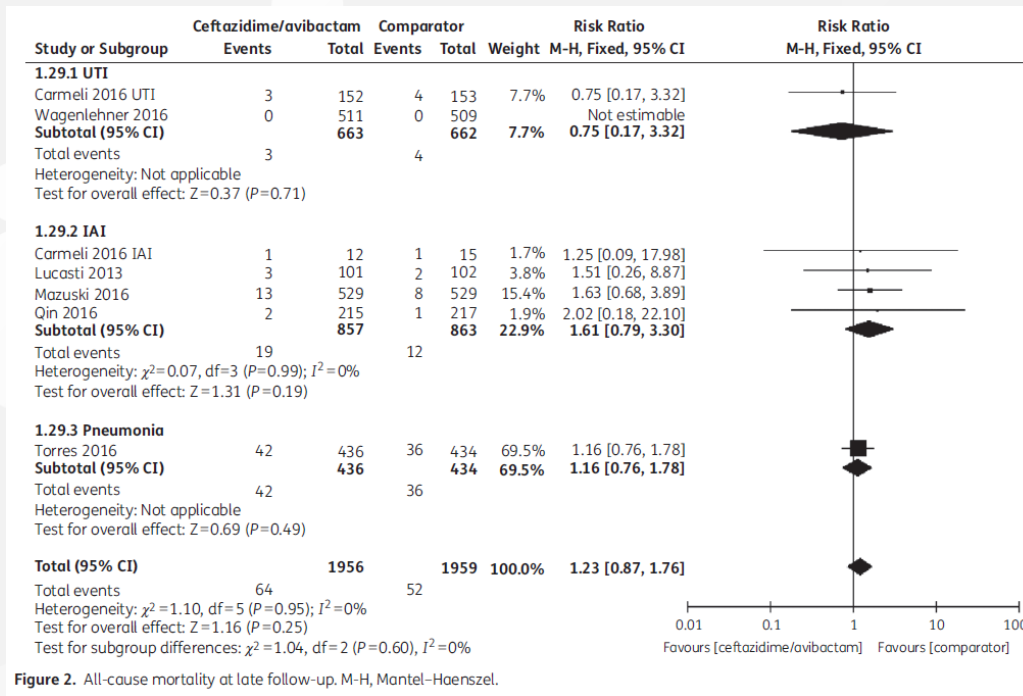 Ceftazidime/avibactam Comparator Risk Ratio Risk Ratio
Study or Subgroup Events Total Events Total Weight M-H, Fixed, 95% CI M-H, Fixed, 95% CI
1.29.1 UTI
Carmeli 2016 UTI 3 152 4 153 7.7% 0.75 [0.17, 3.32]
Wagenlehner 2016 0 511 0 509 Not estimable
Subtotal (95% CI) 663 662 7.7% 0.75 [0.17, 3.32]
Total events 3 4
Heterogeneity: Not applicable
Test for overall effect: Z=0.37 (P=0.71)
1.29.2 IAI
Carmeli 2016 IAI 1 12 1 15 1.7% 1.25 [0.09, 17.98]
Lucasti 2013 3 101 2 102 3.8% 1.51 [0.26, 8.87]
Mazuski 2016 13 529 8 529 15.4% 1.63 [0.68, 3.89]
Qin 2016 2 215 1 217 1.9% 2.02 [0.18, 22.10]
Subtotal (95% CI) 857 863 22.9% 1.61 [0.79, 3.30]
Total events 19 12
Heterogeneity: χ2=0.07, df=3 (P=0.99); I2=0%
Test for overall effect: Z=1.31 (P=0.19)
1.29.3 Pneumonia
Torres 2016 42 436 36 434 69.5% 1.16 [0.76, 1.78]
Subtotal (95% CI) 436 434 69.5% 1.16 [0.76, 1.78]
Total events 42 36
Heterogeneity: Not applicable
Test for overall effect: Z=0.69 (P=0.49)
Total (95% CI) 1956 1959 100.0% 1.23 [0.87, 1.76]
Total events 64 52
Heterogeneity: χ2=1.10, df=5 (P=0.95); I2=0%
Test for overall effect: Z=1.16 (P=0.25)
Test for subgroup differences: χ2=1.04, df=2 (P=0.60), I2=0%
0.01 0.1 1 10 100
Favours [ceftazidime/avibactam] Favours [comparator]
Figure 2. All-cause mortality at late follow-up. M-H, Mantel–Haenszel.